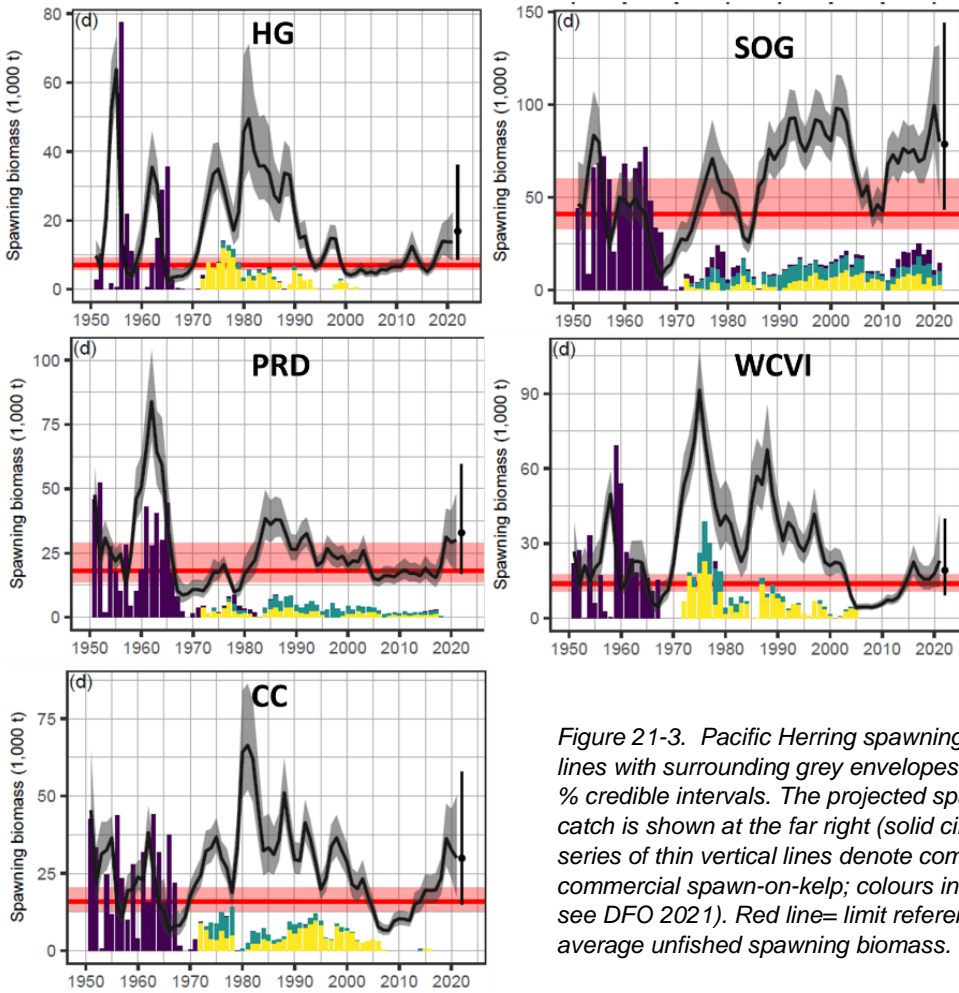 (d)
HG
Spawning biomass (1,000 t)
80
60
40
20
0
1950 1960 1970 1980 1990 2000 2010 2020
(d)
SOG
Spawning biomass (1,000 t)
150
100
50
0
1950 1960 1970 1980 1990 2000 2010 2020
(d)
PRD
Spawning biomass (1,000 t)
100
75
50
25
0
1950 1960 1970 1980 1990 2000 2010 2020
(d)
WCVI
Spawning biomass (1,000 t)
90
60
30
0
1950 1960 1970 1980 1990 2000 2010 2020
(d)
CC
Spawning biomass (1,000 t)
75
50
25
0
1950 1960 1970 1980 1990 2000 2010 2020
Figure 21-3. Pacific Herring spawning
lines with surrounding grey envelopes
% credible intervals. The projected
catch is shown at the far right (solid
series of thin vertical lines denote
commercial spawn-on-kelp; colours
see DFO 2021). Red line= limit
average unfished spawning biomass.